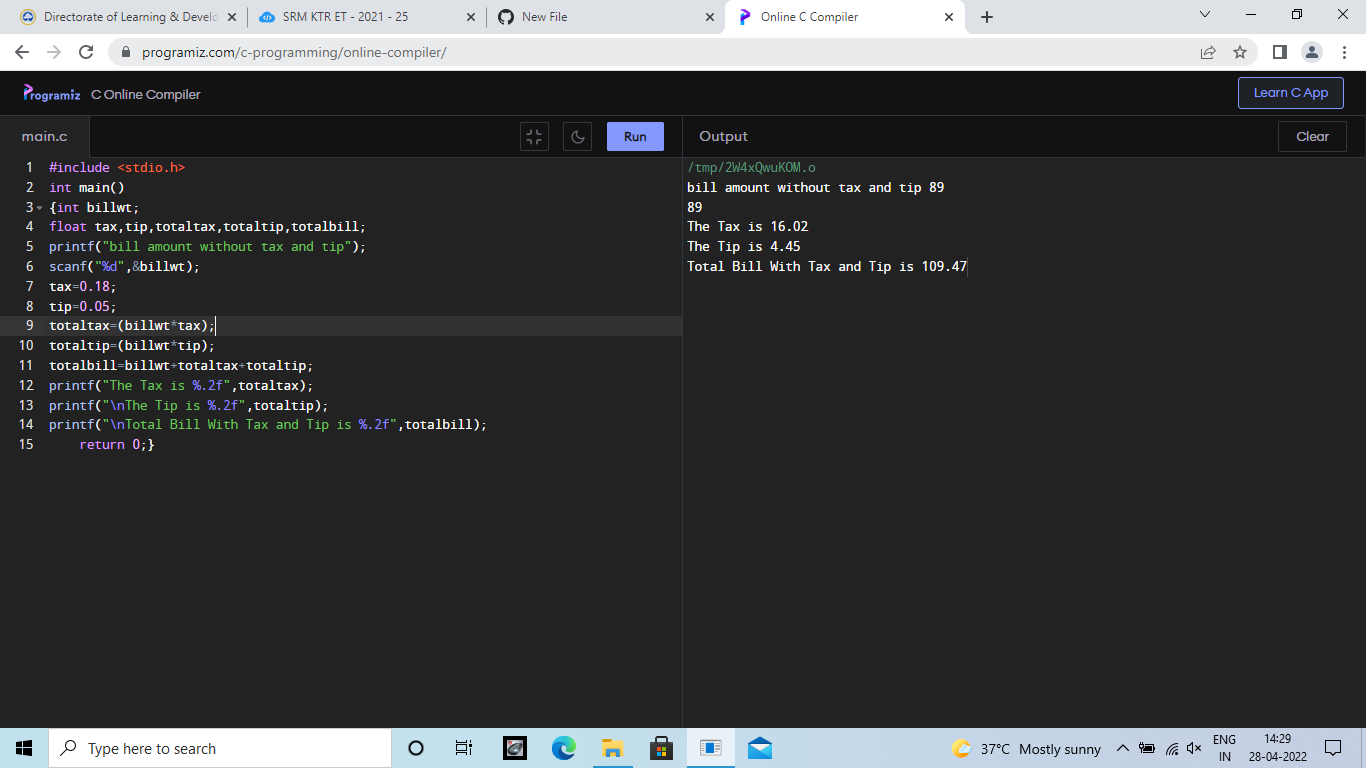 Directorate of Learning & Develo
SRM KTR ET - 2021 - 25
New File
Online C Compiler
programiz.com/c-programming/online-compiler/
Programiz C Online Compiler
Learn C App
main.c
Run
Output
Clear
1 #include <stdio.h>
2 int main()
3 {int billwt;
4 float tax,tip,totaltax,totaltip,totalbill;
5 printf("bill amount without tax and tip");
6 scanf("%d",&billwt);
7 tax=0.18;
8 tip=0.05;
9 totaltax=(billwt*tax);
10 totaltip=(billwt*tip);
11 totalbill=billwt+totaltax+totaltip;
12 printf("The Tax is %.2f",totaltax);
13 printf("\nThe Tip is %.2f",totaltip);
14 printf("\nTotal Bill With Tax and Tip is %.2f",totalbill);
15 return 0;}
/tmp/2W4xQwuKOM.o
bill amount without tax and tip 89
89
The Tax is 16.02
The Tip is 4.45
Total Bill With Tax and Tip is 109.47
Type here to search
37°C Mostly sunny
ENG
IN
14:29
28-04-2022